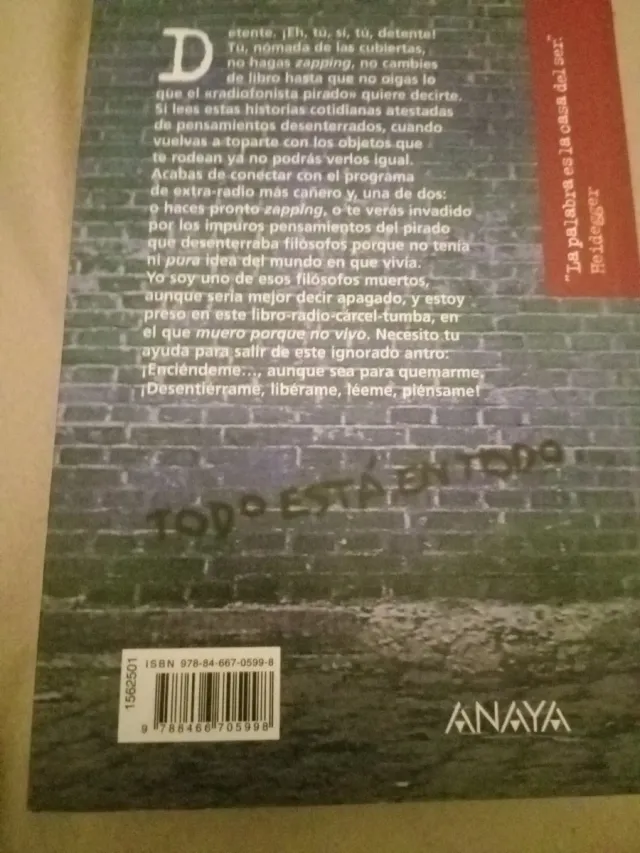 Detente. ¡Eh, tú, sí, tú, detente!
Tú, nómada de las cubiertas,
no hagas zapping, no cambies
de libro hasta que no oigas lo
que el «radiofonista pirado» quiere decirte.
Si lees estas historias cotidianas atestadas
de pensamientos desenterrados, cuando
vuelvas a toparte con los objetos que
te rodean ya no podrás verlos igual.
Acabas de conectar con el programa
de extra-radio más cañero y, una de dos:
o haces pronto zapping, o te verás invadido
por los impuros pensamientos del pirado
que desenterraba filósofos porque no tenía
ni pura idea del mundo en que vivía.
Yo soy uno de esos filósofos muertos,
aunque sería mejor decir apagado, y estoy
preso en este libro-radio-cárcel-tumba, en
el que muero porque no vivo. Necesito tu
ayuda para salir de este ignorado antro:
¡Enciéndeme..., aunque sea para quemarme.
¡Desentiérrame, libérame, léeme, piénsame!
"La palabra es la casa del ser."
Heidegger
TODO ESTÁ EN TODO
1562501
ISBN 978-84-667-0599-8
9 788466 705998
ANAYA